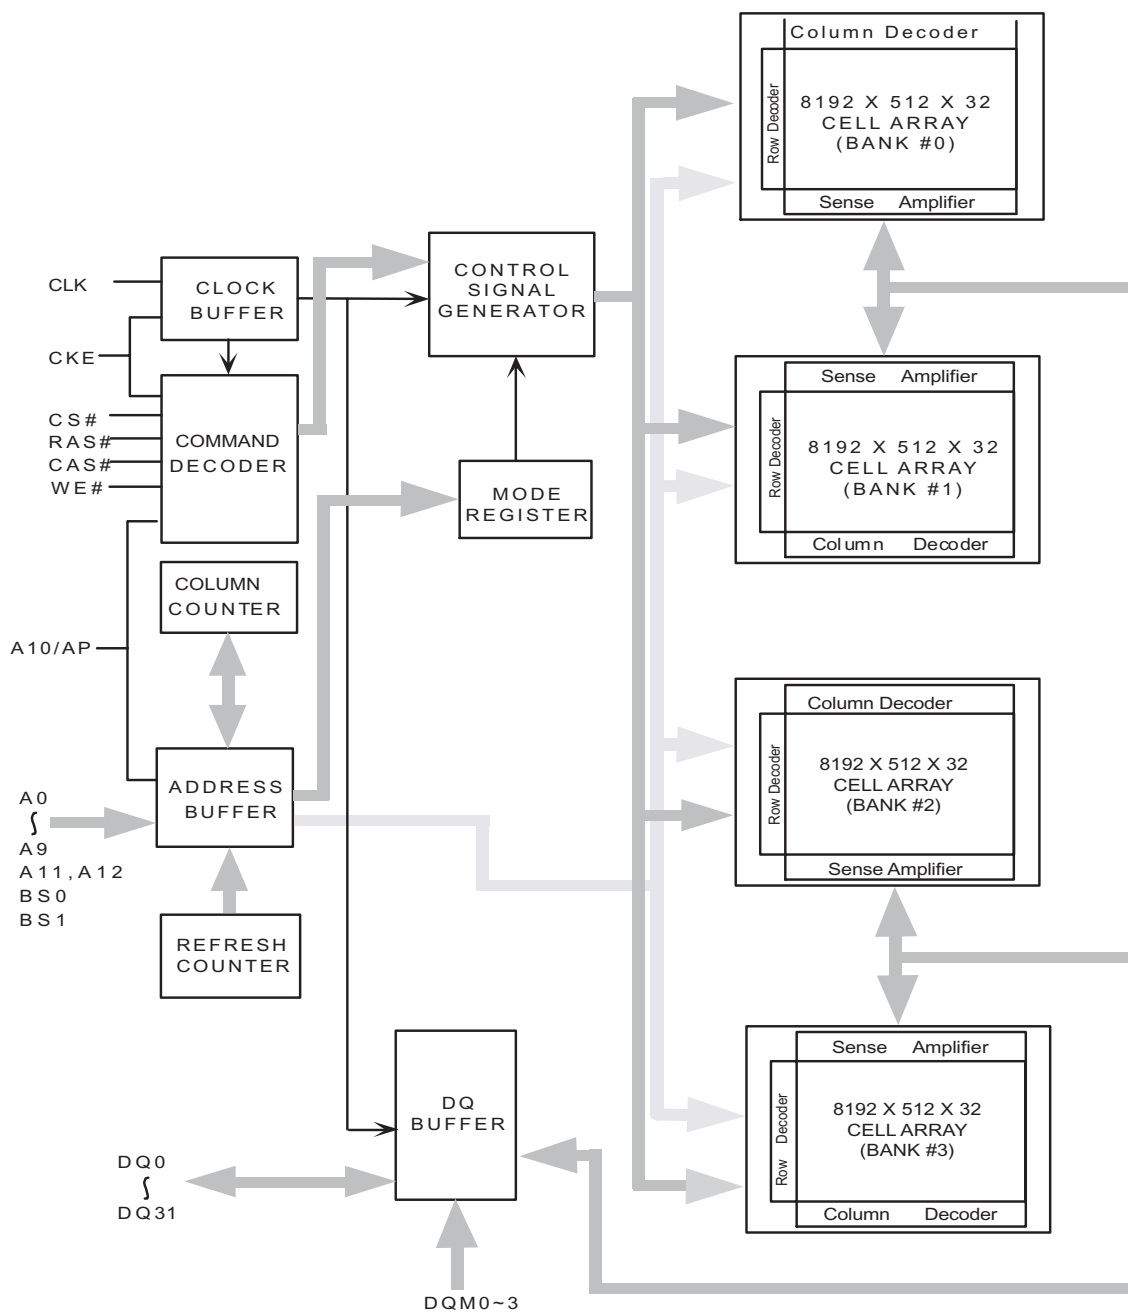 Column Decoder
Row Decoder
8192 X 512 X 32
CELL ARRAY
(BANK #0)
Sense Amplifier
CLK
CLOCK
BUFFER
CONTROL
SIGNAL
GENERATOR
CKE
CS#
RAS#
CAS#
WE#
COMMAND
DECODER
Sense Amplifier
Row Decoder
8192 X 512 X 32
CELL ARRAY
(BANK #1)
Column Decoder
MODE
REGISTER
COLUMN
COUNTER
A10/AP
Column Decoder
Row Decoder
8192 X 512 X 32
CELL ARRAY
(BANK #2)
Sense Amplifier
ADDRESS
BUFFER
A0
A9
A11, A12
BS0
BS1
REFRESH
COUNTER
DQ
BUFFER
Sense Amplifier
Row Decoder
8192 X 512 X 32
CELL ARRAY
(BANK #3)
Column Decoder
DQ0
DQ31
DQM0~3